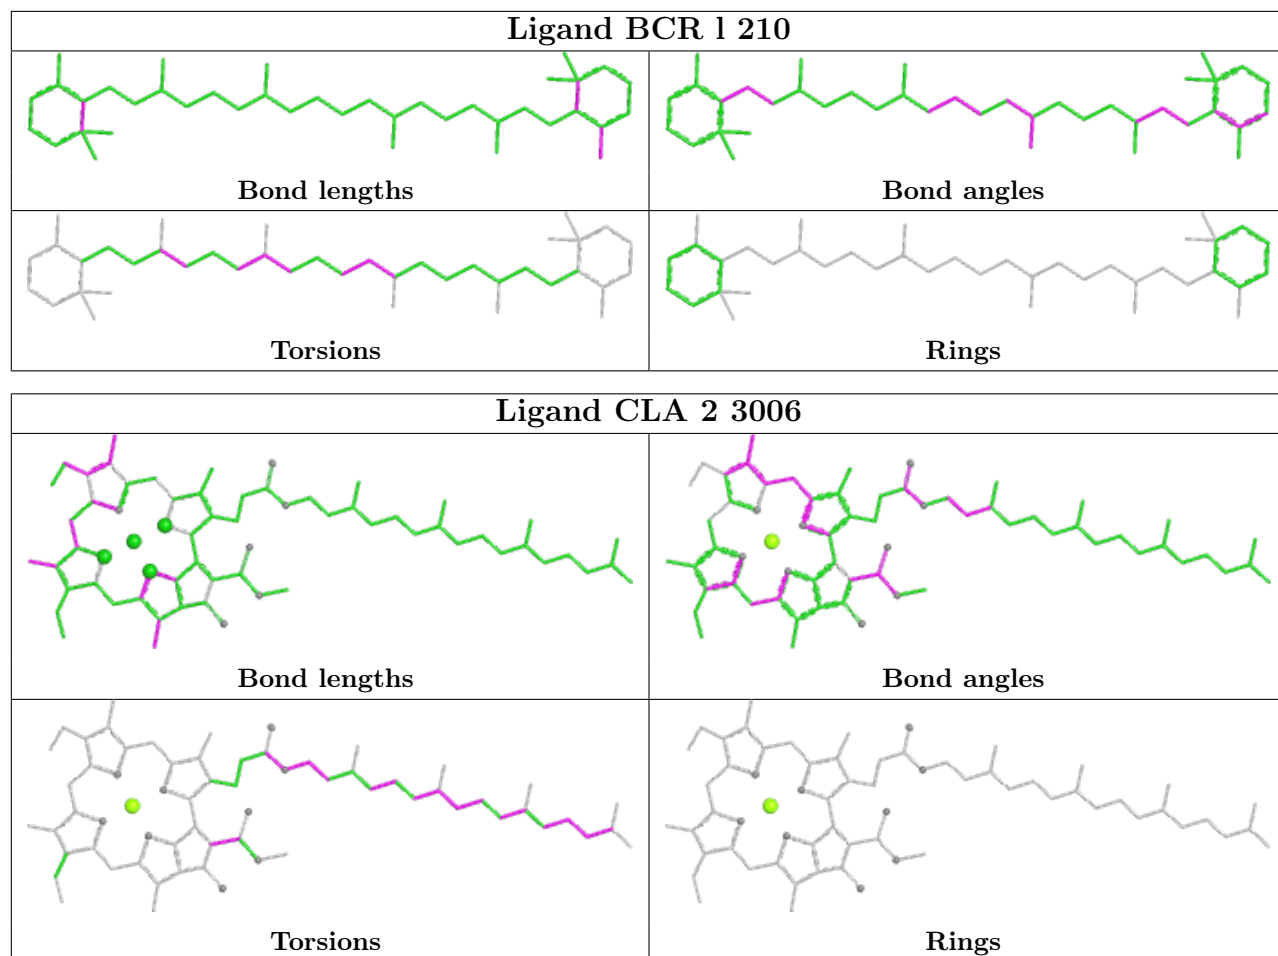 Ligand BCR l 210
Bond lengths
Bond angles
Torsions
Rings
Ligand CLA 2 3006
Bond lengths
Bond angles
Torsions
Rings